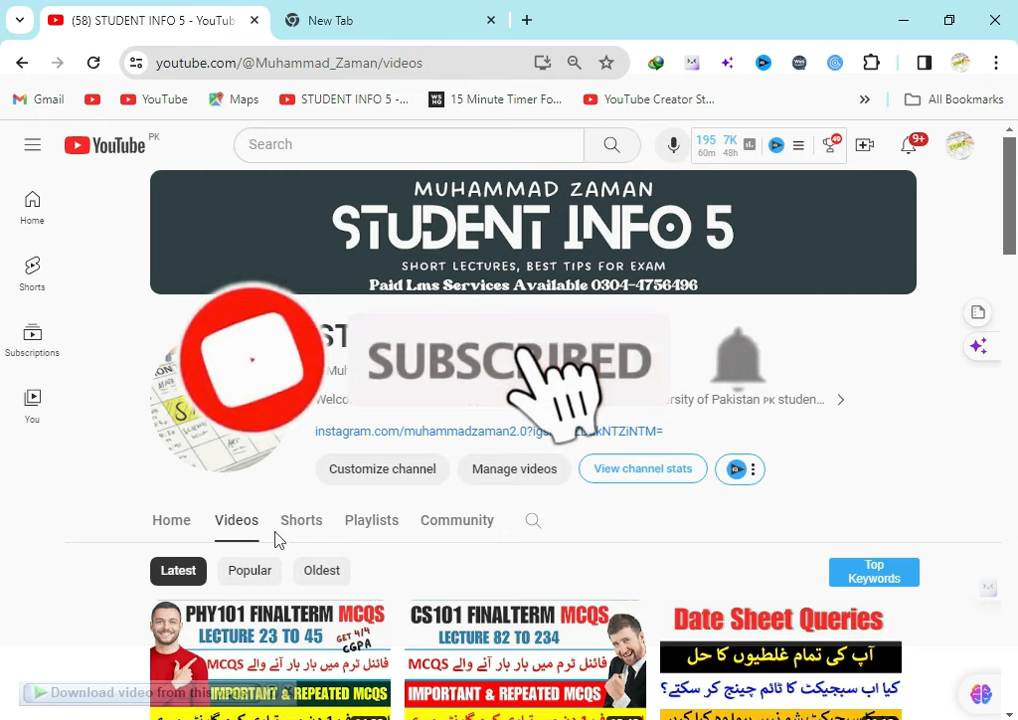 (58) STUDENT INFO 5 - YouTub
New Tab
youtube.com/@Muhammad_Zaman/videos
Gmail
YouTube
Maps
STUDENT INFO 5 -...
15 Minute Timer Fo...
YouTube Creator St...
»
All Bookmarks
YouTube PK
Search
195 60m
7K 48h
49
9+
Home
Shorts
Subscriptions
You
MUHAMMAD ZAMAN
STUDENT INFO 5
SHORT LECTURES, BEST TIPS FOR EXAM
Paid Lms Services Available 0304-4756496
ST
SUBSCRIBED
Welco
ersity of Pakistan PK studen...
instagram.com/muhammadzaman2.0?igs
kNTZiNTM=
Customize channel
Manage videos
View channel stats
Home
Videos
Shorts
Playlists
Community
Latest
Popular
Oldest
Top
Keywords
PHY101 FINALTERM MCQS
LECTURE 23 TO 45
GET 4/4
CGPA
فائنل ٹرم میں بار بار آنے والے MCQS
IMPORTANT & REPEATED MCQS
CS101 FINALTERM MCQS
LECTURE 82 TO 234
فائنل ٹرم میں بار بار آنے والے MCQS
IMPORTANT & REPEATED MCQS
Date Sheet Queries
آپ کی تمام غلطیوں کا حل
کیا اب سبجیکٹ کا ٹائم چینج کر سکتے؟
Download video from this